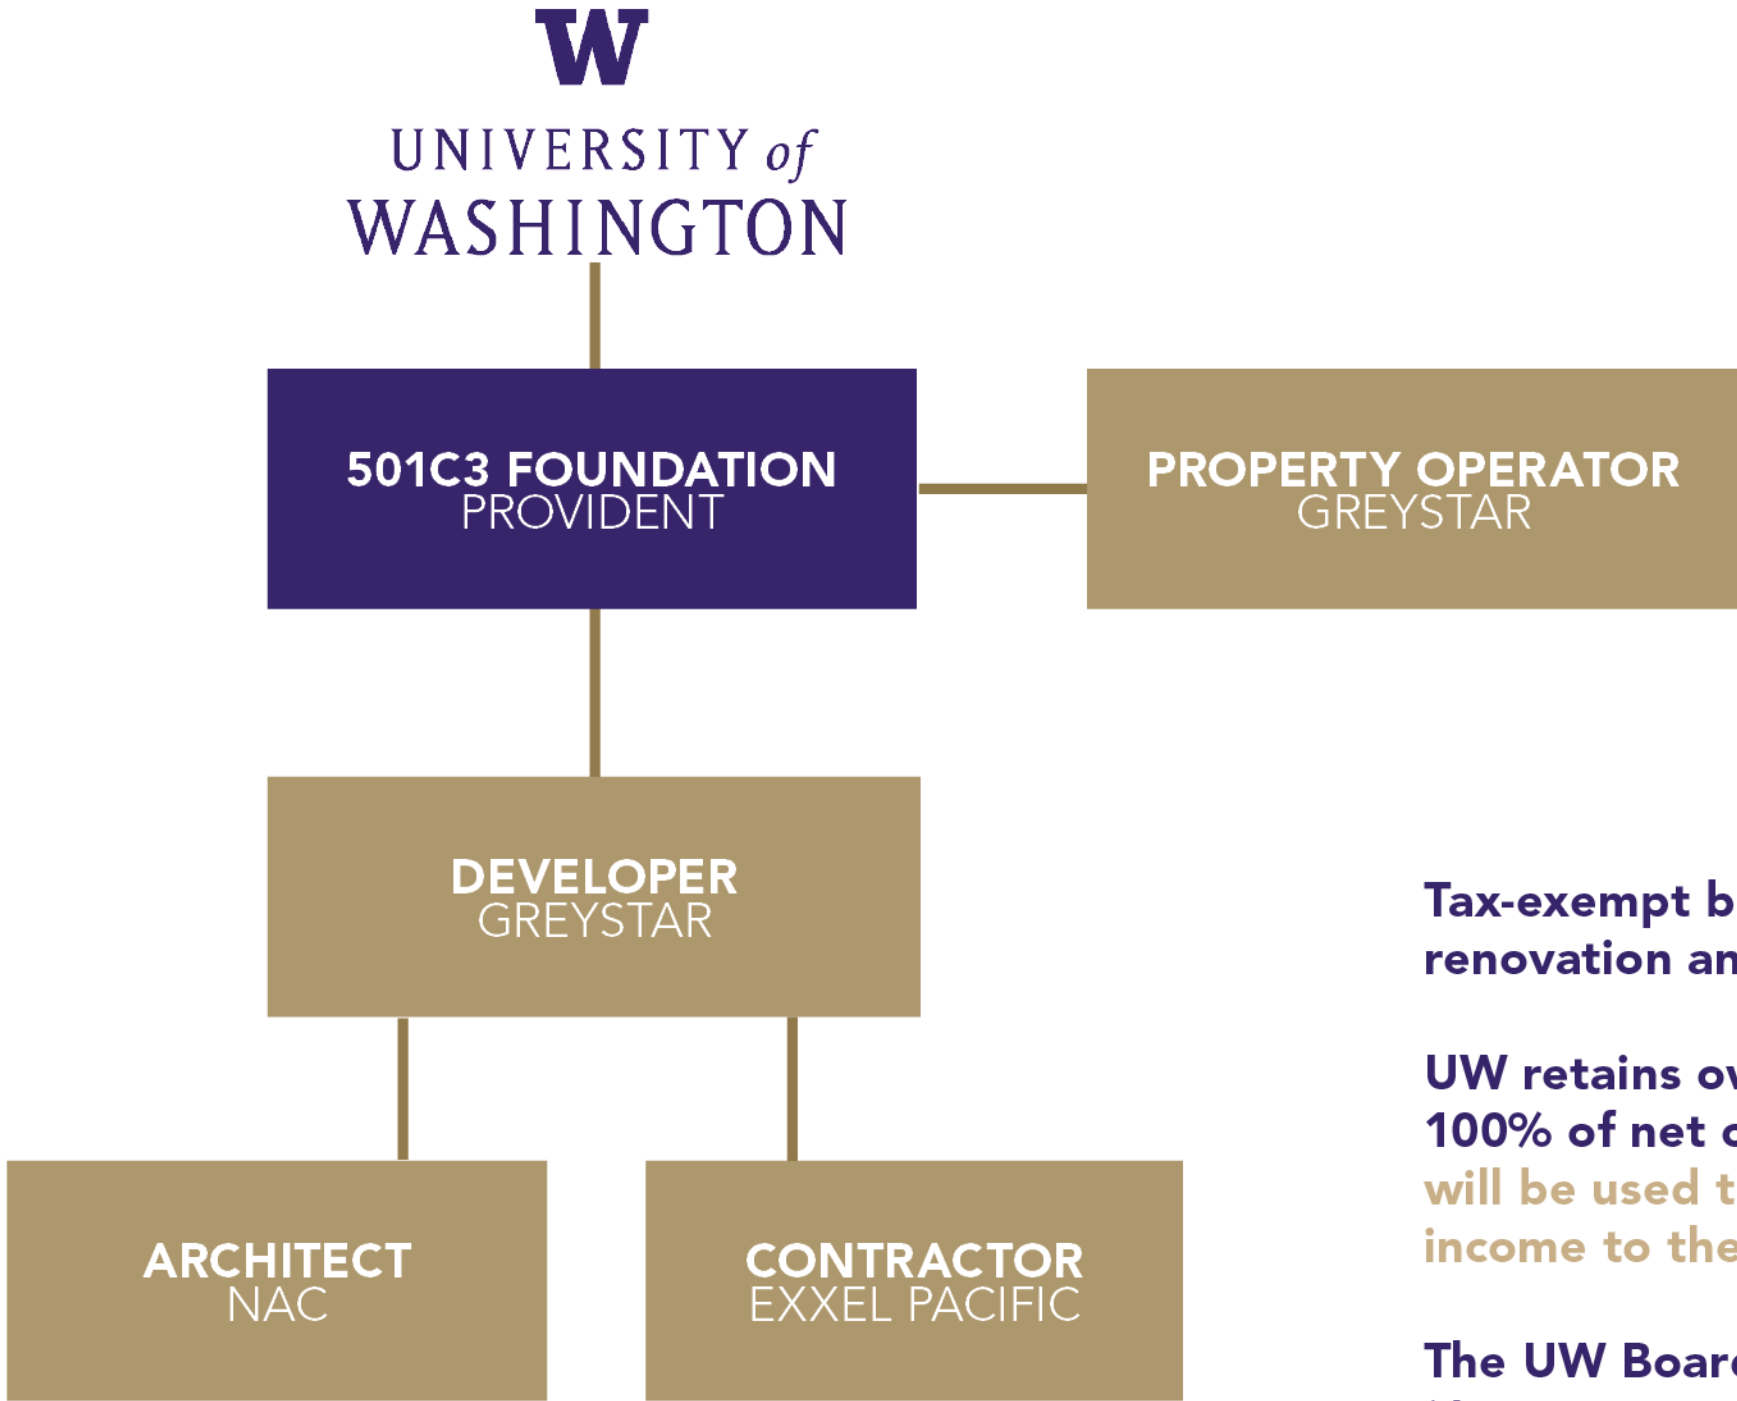 W
UNIVERSITY of
WASHINGTON
501C3 FOUNDATION
PROVIDENT
PROPERTY OPERATOR
GREYSTAR
DEVELOPER
GREYSTAR
ARCHITECT
NAC
CONTRACTOR
EXXEL PACIFIC
Tax-exempt
renovation
UW retains
100% of net
will be used
income to the
The UW